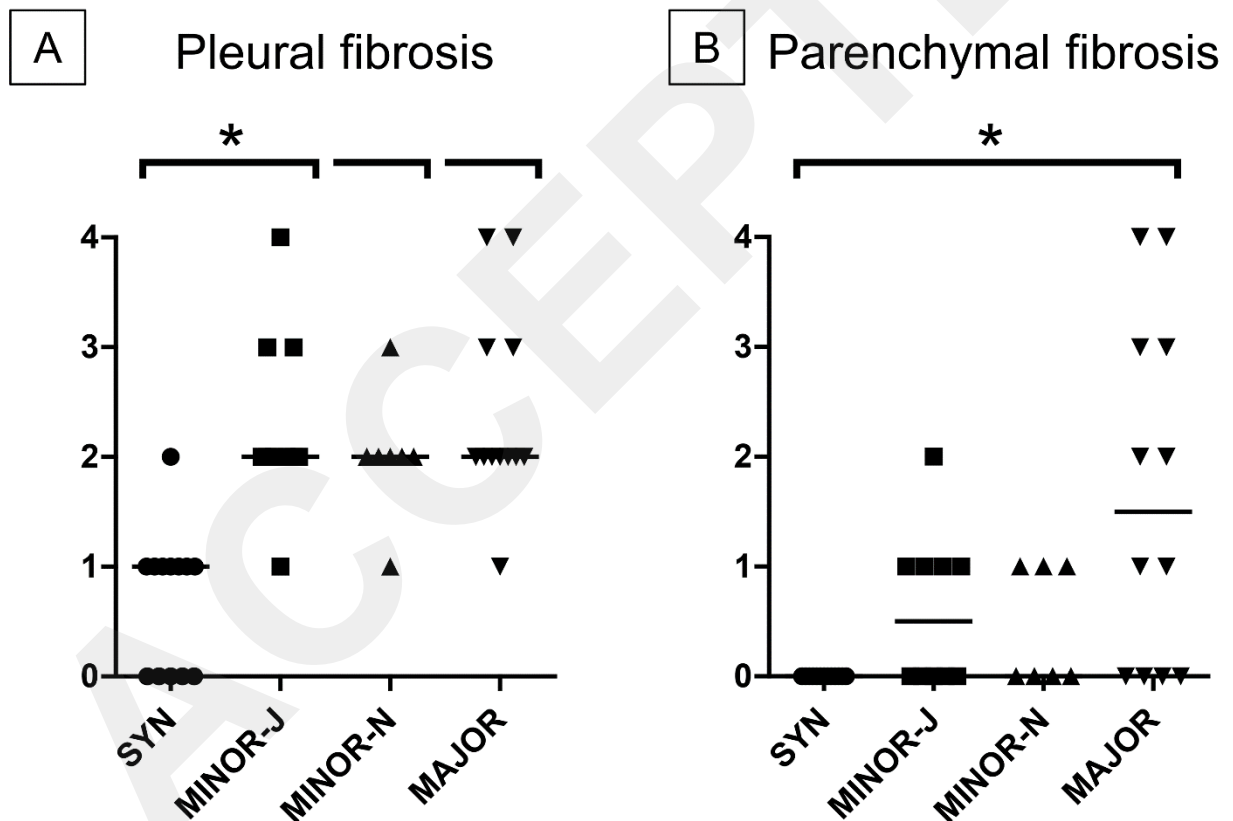 A Pleural fibrosis
*
4
3
2
1
0
SYN
MINOR-J
MINOR-N
MAJOR
B Parenchymal fibrosis
*
4
3
2
1
0
SYN
MINOR-J
MINOR-N
MAJOR
ACCEPT